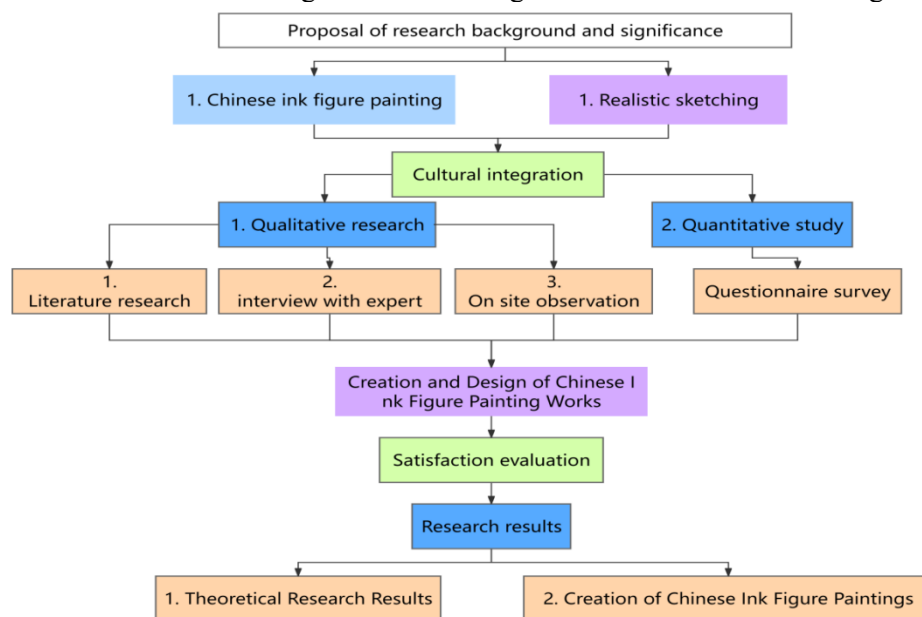 Proposal of research background and significance
1. Chinese ink figure painting
1. Realistic sketching
Cultural integration
1. Qualitative research
2. Quantitative study
1.
Literature research
2.
interview with expert
3.
On site observation
Questionnaire survey
Creation and Design of Chinese I
nk Figure Painting Works
Satisfaction evaluation
Research results
1. Theoretical Research Results
2. Creation of Chinese Ink Figure Paintings